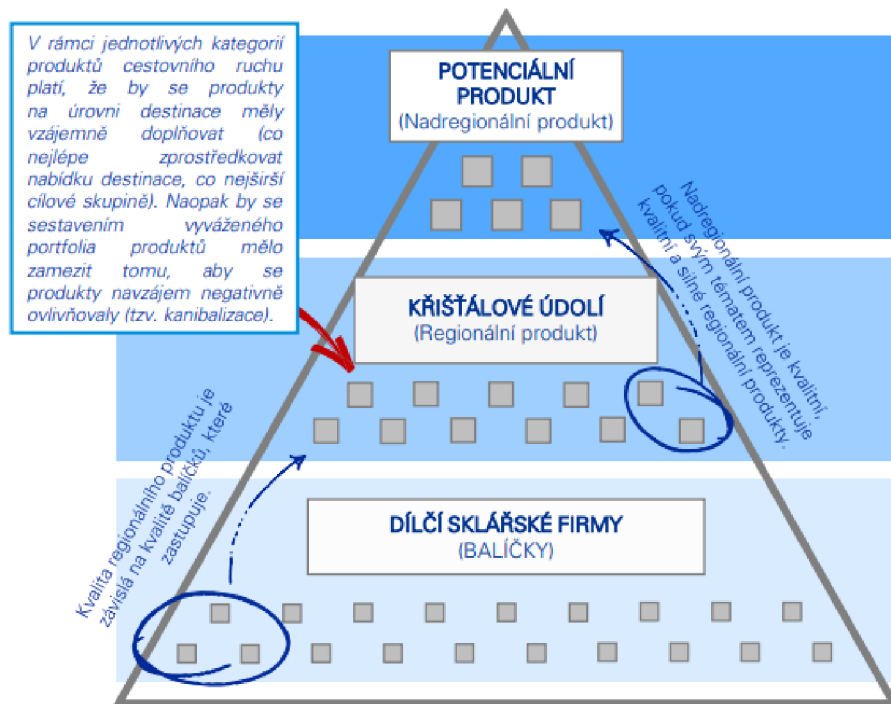 V rámci jednotlivých kategorií
produktů cestovního ruchu
platí, že by se produkty
na úrovni destinace měly
vzájemně doplňovat (co
nejlépe zprostředkovat
nabídku destinace, co nejširší
cílové skupině). Naopak by se
sestavením vyváženého
portfolia produktů mělo
zamezit tomu, aby se
produkty navzájem negativně
ovlivňovaly (tzv. kanibalizace).
POTENCIÁLNÍ
PRODUKT
(Nadregionální produkt)
Nadregionální produkt je kvalitní,
pokud svým tématem reprezentuje
kvalitní a silné regionální produkty.
KŘIŠŤÁLOVÉ ÚDOLÍ
(Regionální produkt)
Kvalita regionálního produktu je
závislá na kvalitě balíčků, které
zastupuje.
DÍLČÍ SKLÁŘSKÉ FIRMY
(BALÍČKY)